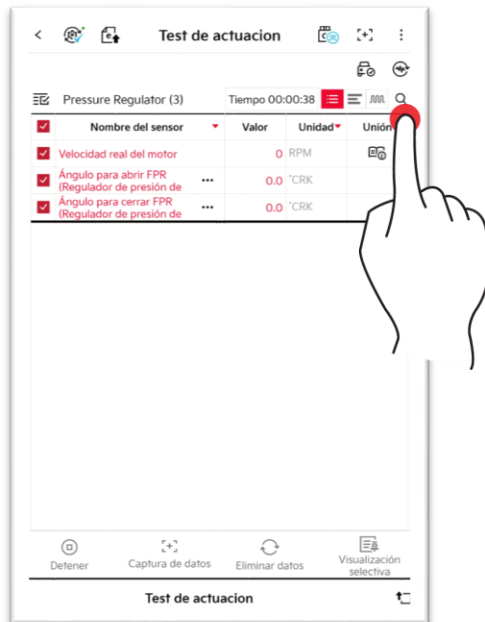 Test de actuacion
Pressure Regulator (3) Tiempo 00:00:38
Nombre del sensor Valor Unidad Unión
Velocidad real del motor 0 RPM
Ángulo para abrir FPR
(Regulador de presión de ... 0.0 °CRK
Ángulo para cerrar FPR
(Regulador de presión de ... 0.0 °CRK
Detener Captura de datos Eliminar datos Visualización
selectiva
Test de actuacion